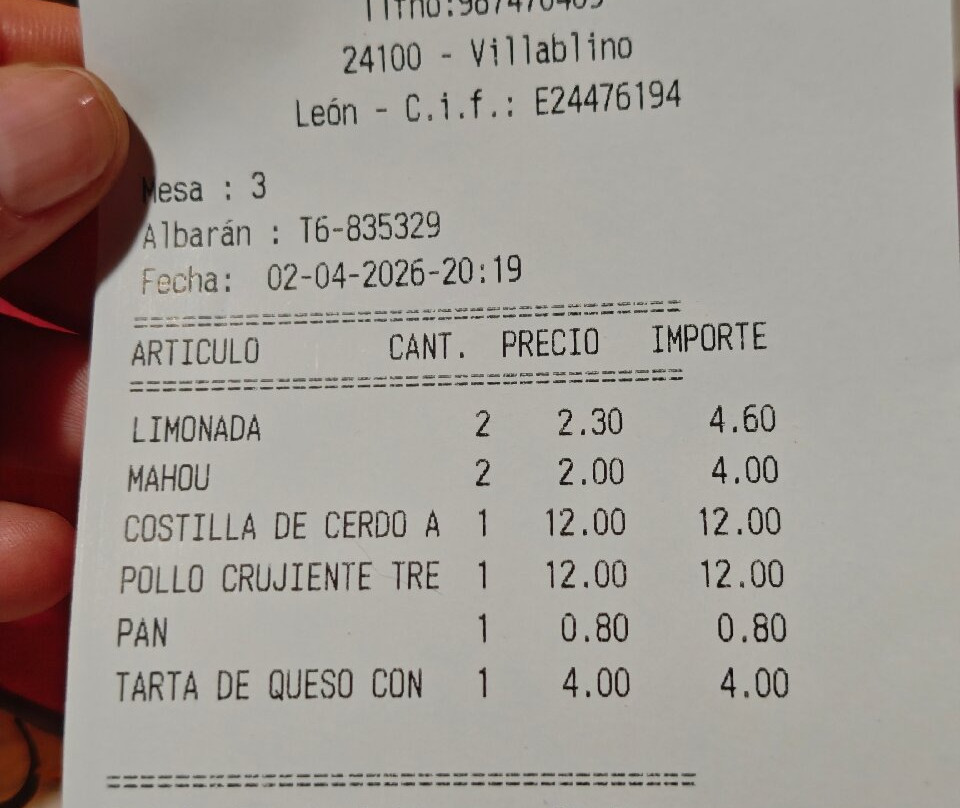 24100 - Villablino
León - C.i.f.: E24476194
Mesa : 3
Albarán : T6-835329
Fecha: 02-04-2026-20:19
==========================================
ARTICULO CANT. PRECIO IMPORTE
==========================================
LIMONADA 2 2.30 4.60
MAHOU 2 2.00 4.00
COSTILLA DE CERDO A 1 12.00 12.00
POLLO CRUJIENTE TRE 1 12.00 12.00
PAN 1 0.80 0.80
TARTA DE QUESO CON 1 4.00 4.00
==========================================